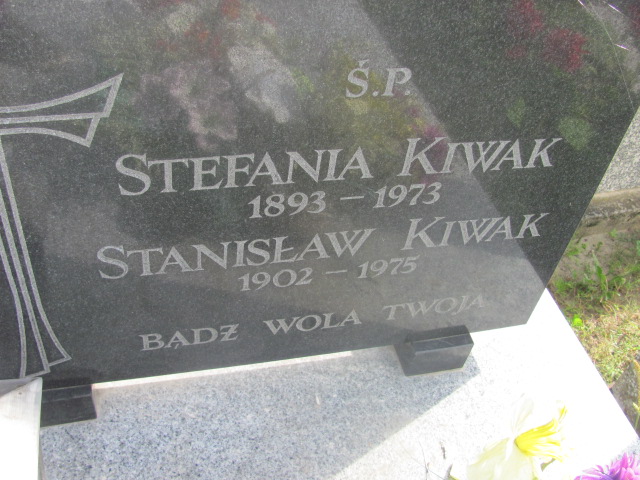 Ś.P.
STEFANIA KIWAK
1893 – 1973
STANISŁAW KIWAK
1902 – 1975
BĄDŹ WOLA TWOJA